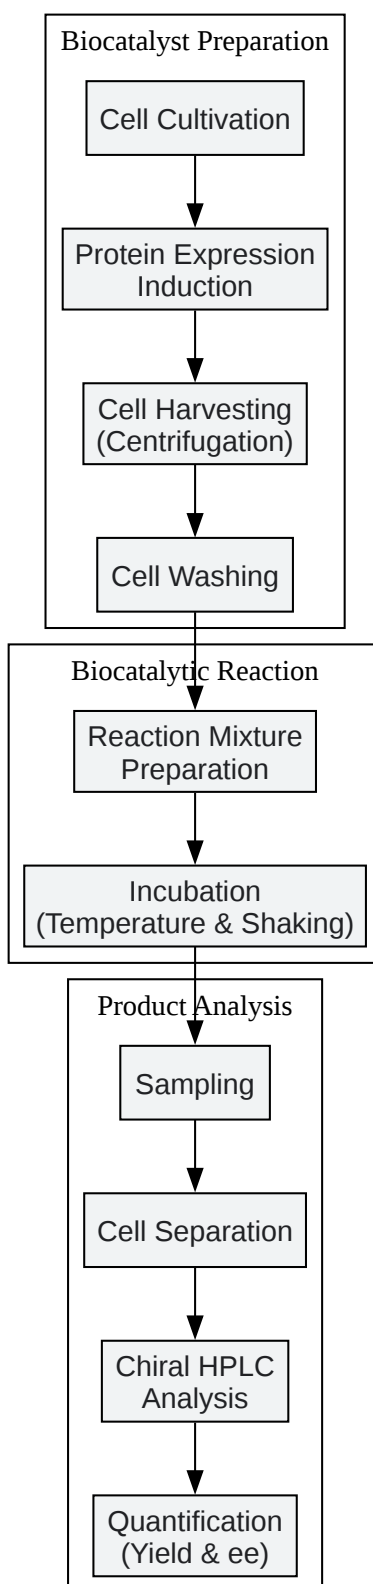 Biocatalyst Preparation
Cell Cultivation
Protein Expression
Induction
Cell Harvesting
(Centrifugation)
Cell Washing
Biocatalytic Reaction
Reaction Mixture
Preparation
Incubation
(Temperature & Shaking)
Product Analysis
Sampling
Cell Separation
Chiral HPLC
Analysis
Quantification
(Yield & ee)